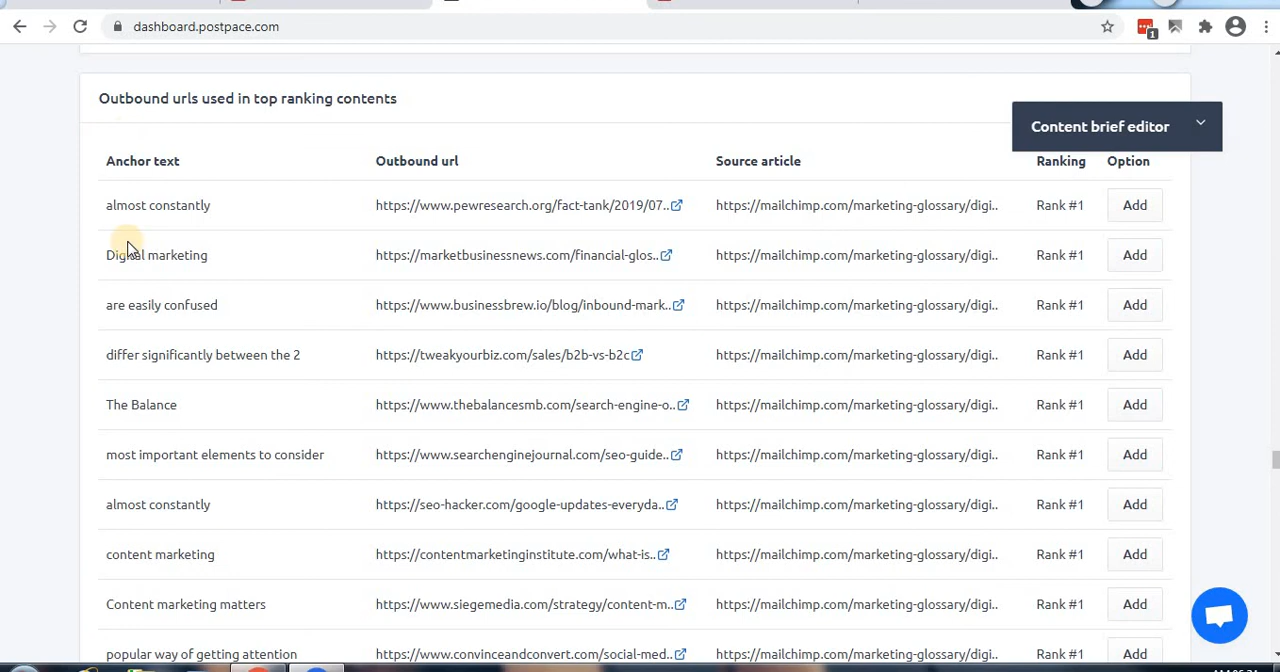 dashboard.postpace.com
1
Outbound urls used in top ranking contents
Content brief editor
Anchor text Outbound url Source article Ranking Option
almost constantly https://www.pewresearch.org/fact-tank/2019/07.. https://mailchimp.com/marketing-glossary/digi.. Rank #1 Add
Digital marketing https://marketbusinessnews.com/financial-glos.. https://mailchimp.com/marketing-glossary/digi.. Rank #1 Add
are easily confused https://www.businessbrew.io/blog/inbound-mark.. https://mailchimp.com/marketing-glossary/digi.. Rank #1 Add
differ significantly between the 2 https://tweakyourbiz.com/sales/b2b-vs-b2c https://mailchimp.com/marketing-glossary/digi.. Rank #1 Add
The Balance https://www.thebalancesmb.com/search-engine-o.. https://mailchimp.com/marketing-glossary/digi.. Rank #1 Add
most important elements to consider https://www.searchenginejournal.com/seo-guide.. https://mailchimp.com/marketing-glossary/digi.. Rank #1 Add
almost constantly https://seo-hacker.com/google-updates-everyda.. https://mailchimp.com/marketing-glossary/digi.. Rank #1 Add
content marketing https://contentmarketinginstitute.com/what-is.. https://mailchimp.com/marketing-glossary/digi.. Rank #1 Add
Content marketing matters https://www.siegemedia.com/strategy/content-m.. https://mailchimp.com/marketing-glossary/digi.. Rank #1 Add
popular way of getting attention https://www.convinceandconvert.com/social-med.. https://mailchimp.com/marketing-glossary/digi.. Rank #1 Add